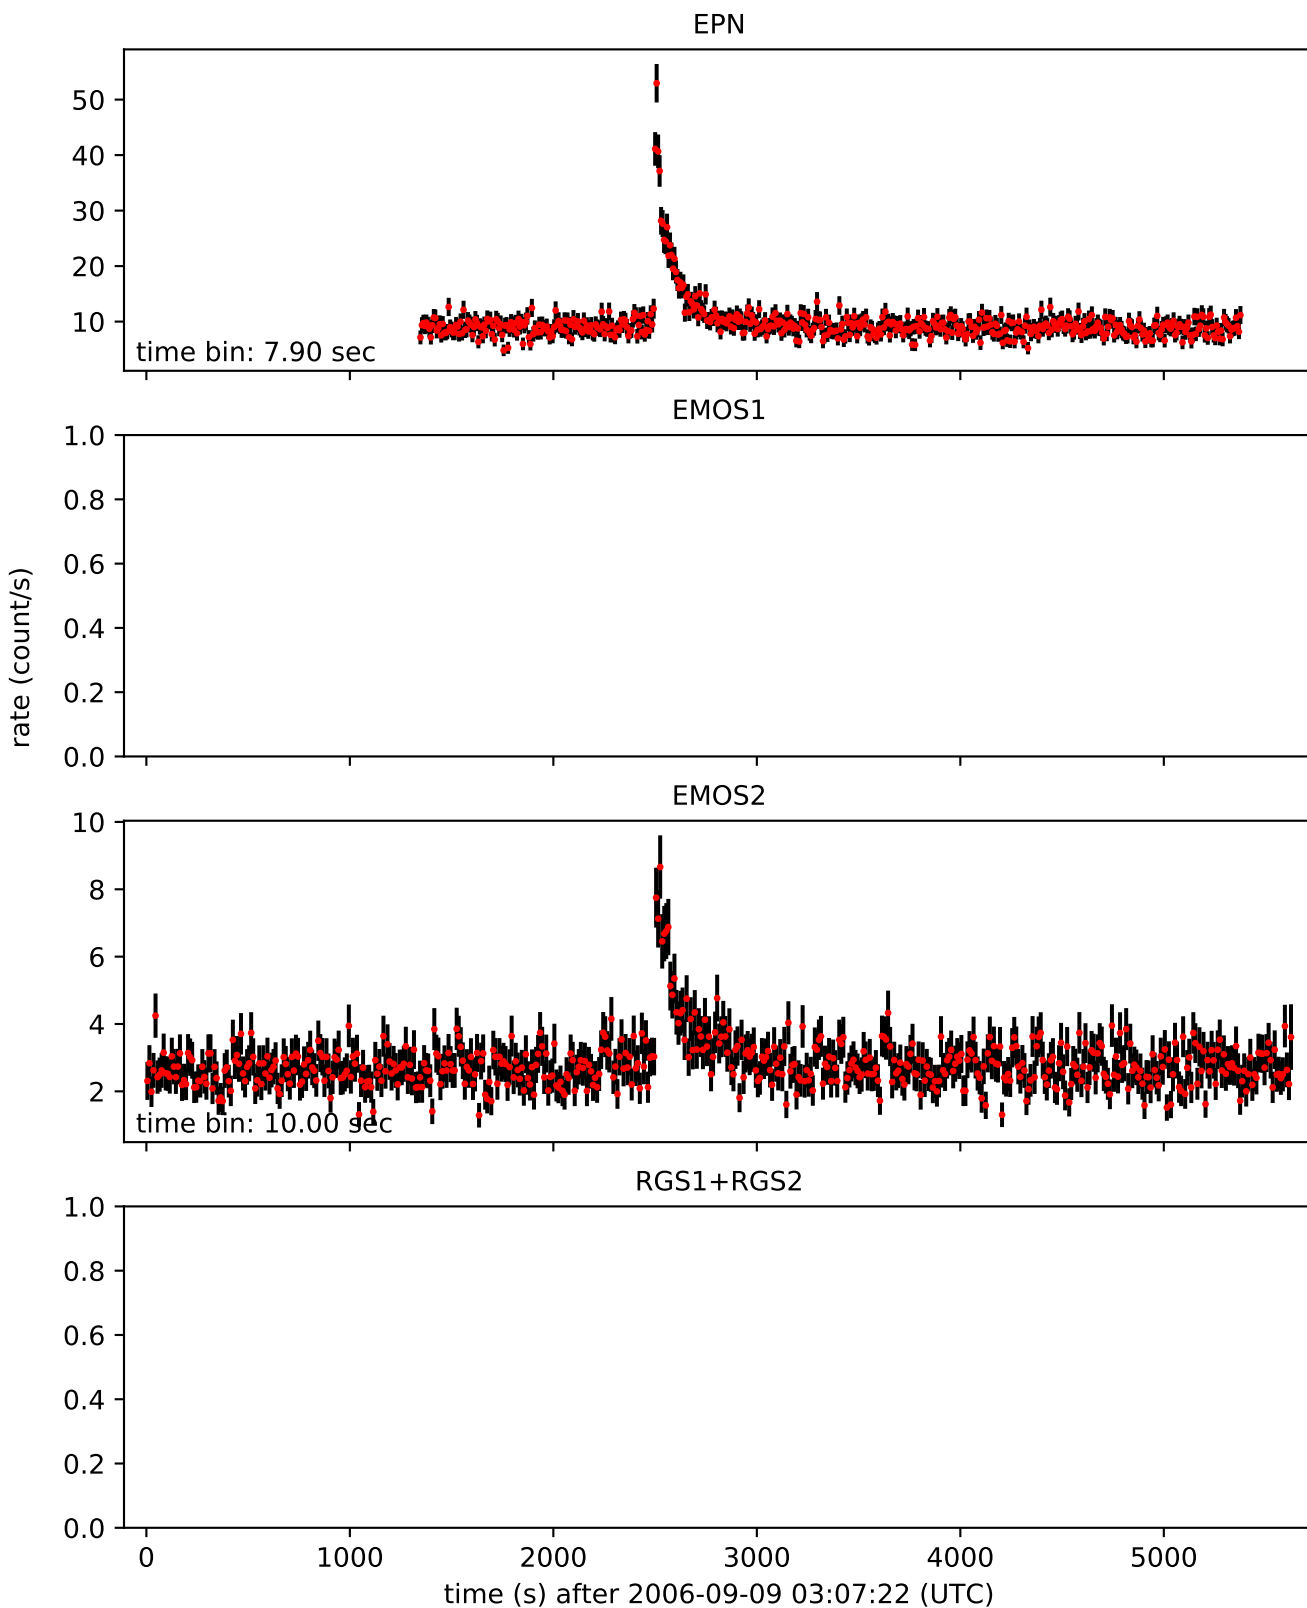 EPN
50
40
30
20
10
time bin: 7.90 sec
EMOS1
1.0
0.8
0.6
0.4
0.2
0.0
rate (count/s)
EMOS2
10
8
6
4
2
time bin: 10.00 sec
RGS1+RGS2
1.0
0.8
0.6
0.4
0.2
0.0
0 1000 2000 3000 4000 5000
time (s) after 2006-09-09 03:07:22 (UTC)